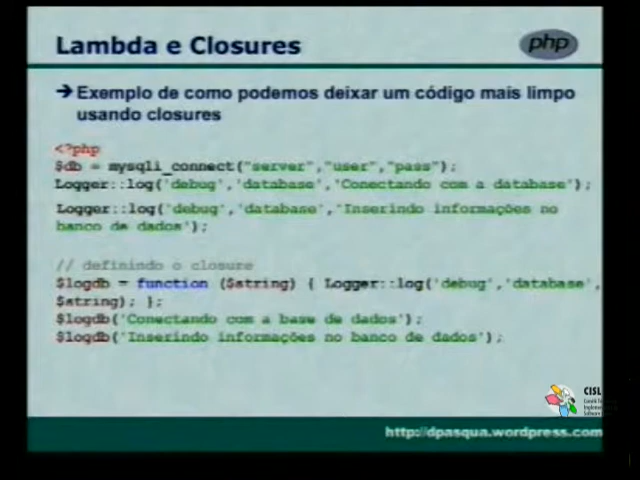 Lambda e Closures
php
➔ Exemplo de como podemos deixar um código mais limpo
usando closures
<?php
$db = mysqli_connect("server","user","pass");
Logger::log('debug','database','Conectando com a database');
Logger::log('debug','database','Inserindo informações no
banco de dados');
// definindo o closure
$logdb = function ($string) { Logger::log('debug','database',
$string); };
$logdb('Conectando com a base de dados');
$logdb('Inserindo informações no banco de dados');
CISL
http://dpasqua.wordpress.com